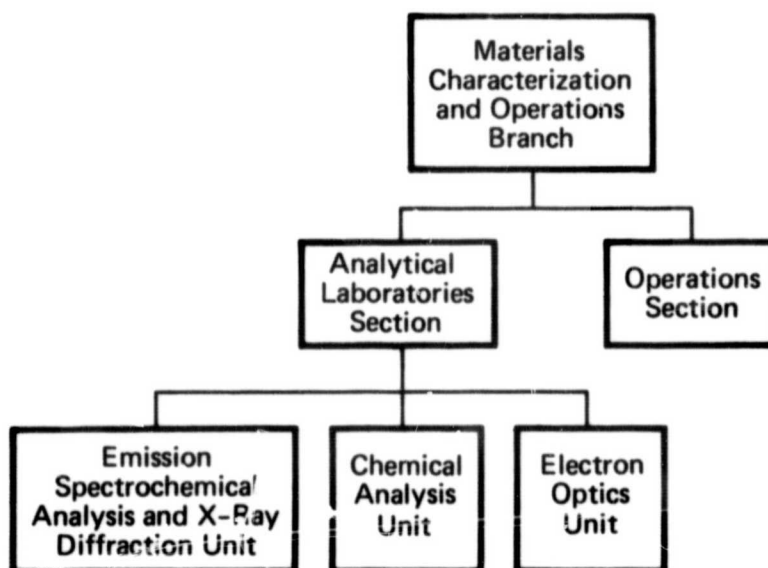 Materials
Characterization
and Operations
Branch
Analytical
Laboratories
Section
Operations
Section
Emission
Spectrochemical
Analysis and X-Ray
Diffraction Unit
Chemical
Analysis
Unit
Electron
Optics
Unit